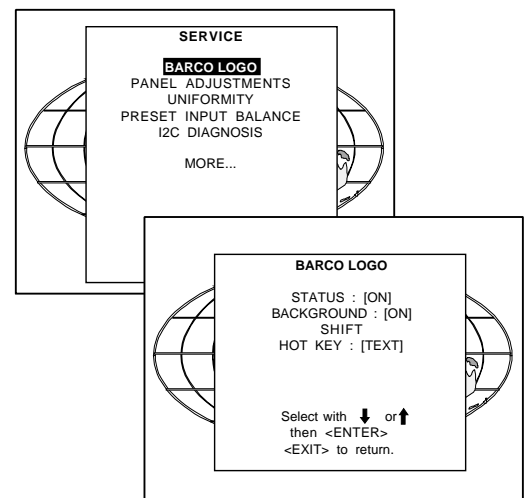 SERVICE
BARCO LOGO
PANEL ADJUSTMENTS
UNIFORMITY
PRESET INPUT BALANCE
I2C DIAGNOSIS
MORE...
BARCO LOGO
STATUS : [ON]
BACKGROUND : [ON]
SHIFT
HOT KEY : [TEXT]
Select with ⬇ or ⬆
then <ENTER>
<EXIT> to return.